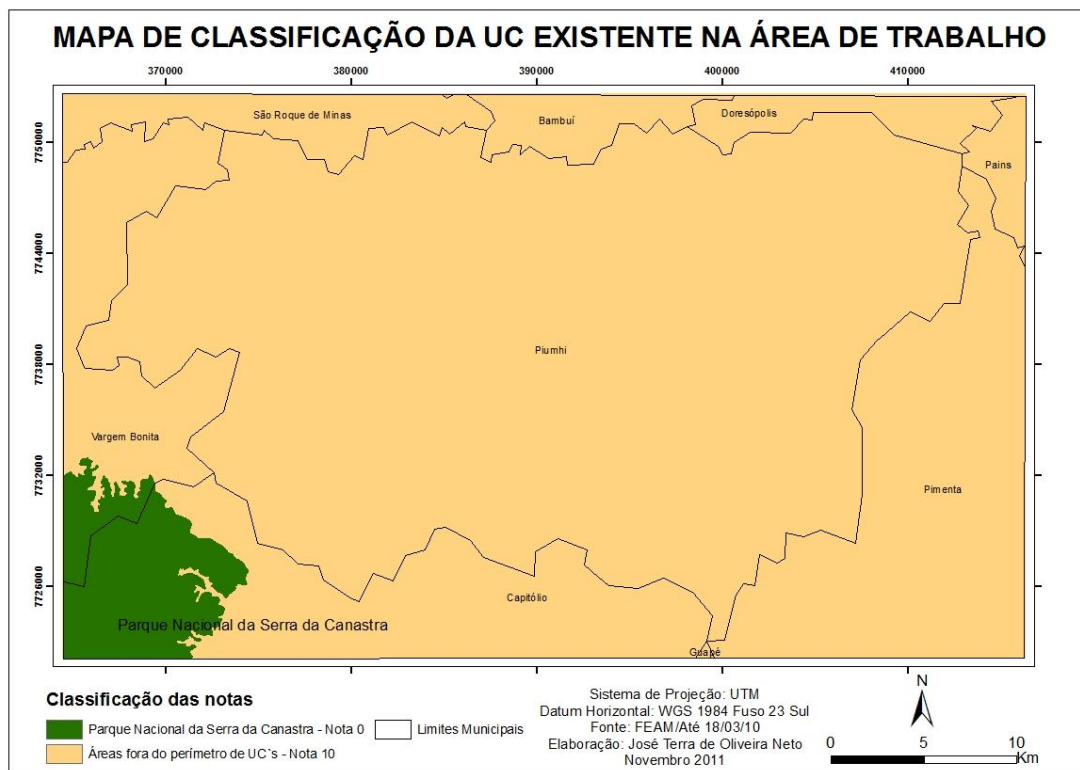 MAPA DE CLASSIFICAÇÃO DA UC EXISTENTE NA ÁREA DE TRABALHO
370000 380000 390000 400000 410000
7750000
7744000
7738000
7732000
7726000
São Roque de Minas
Bambuí
Doresópolis
Pains
Piumhi
Vargem Bonita
Pimenta
Capitólio
Parque Nacional da Serra da Canastra
Guapé
Classificação das notas
Parque Nacional da Serra da Canastra - Nota 0
Limites Municipais
Áreas fora do perímetro de UC`s - Nota 10
Sistema de Projeção: UTM
Datum Horizontal: WGS 1984 Fuso 23 Sul
Fonte: FEAM/Até 18/03/10
Elaboração: José Terra de Oliveira Neto
Novembro 2011
N
0 5 10
Km